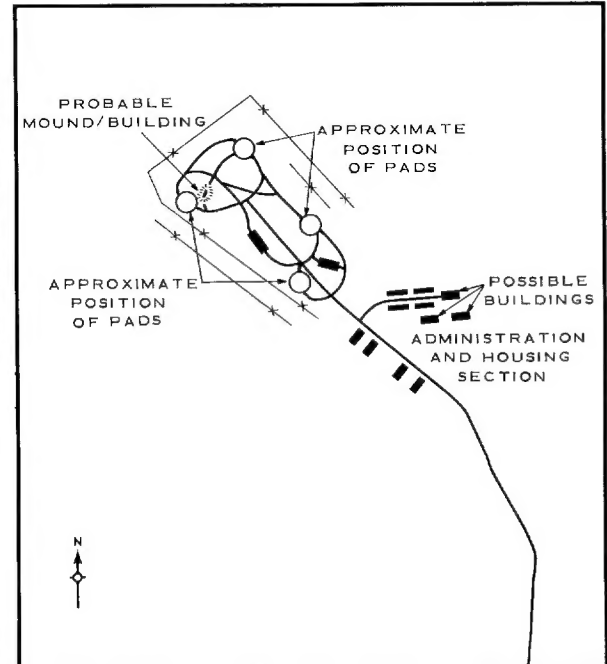 PROBABLE
MOUND/BUILDING
APPROXIMATE
POSITION
OF PADS
APPROXIMATE
POSITION
OF PADS
POSSIBLE
BUILDINGS
ADMINISTRATION
AND HOUSING
SECTION
N